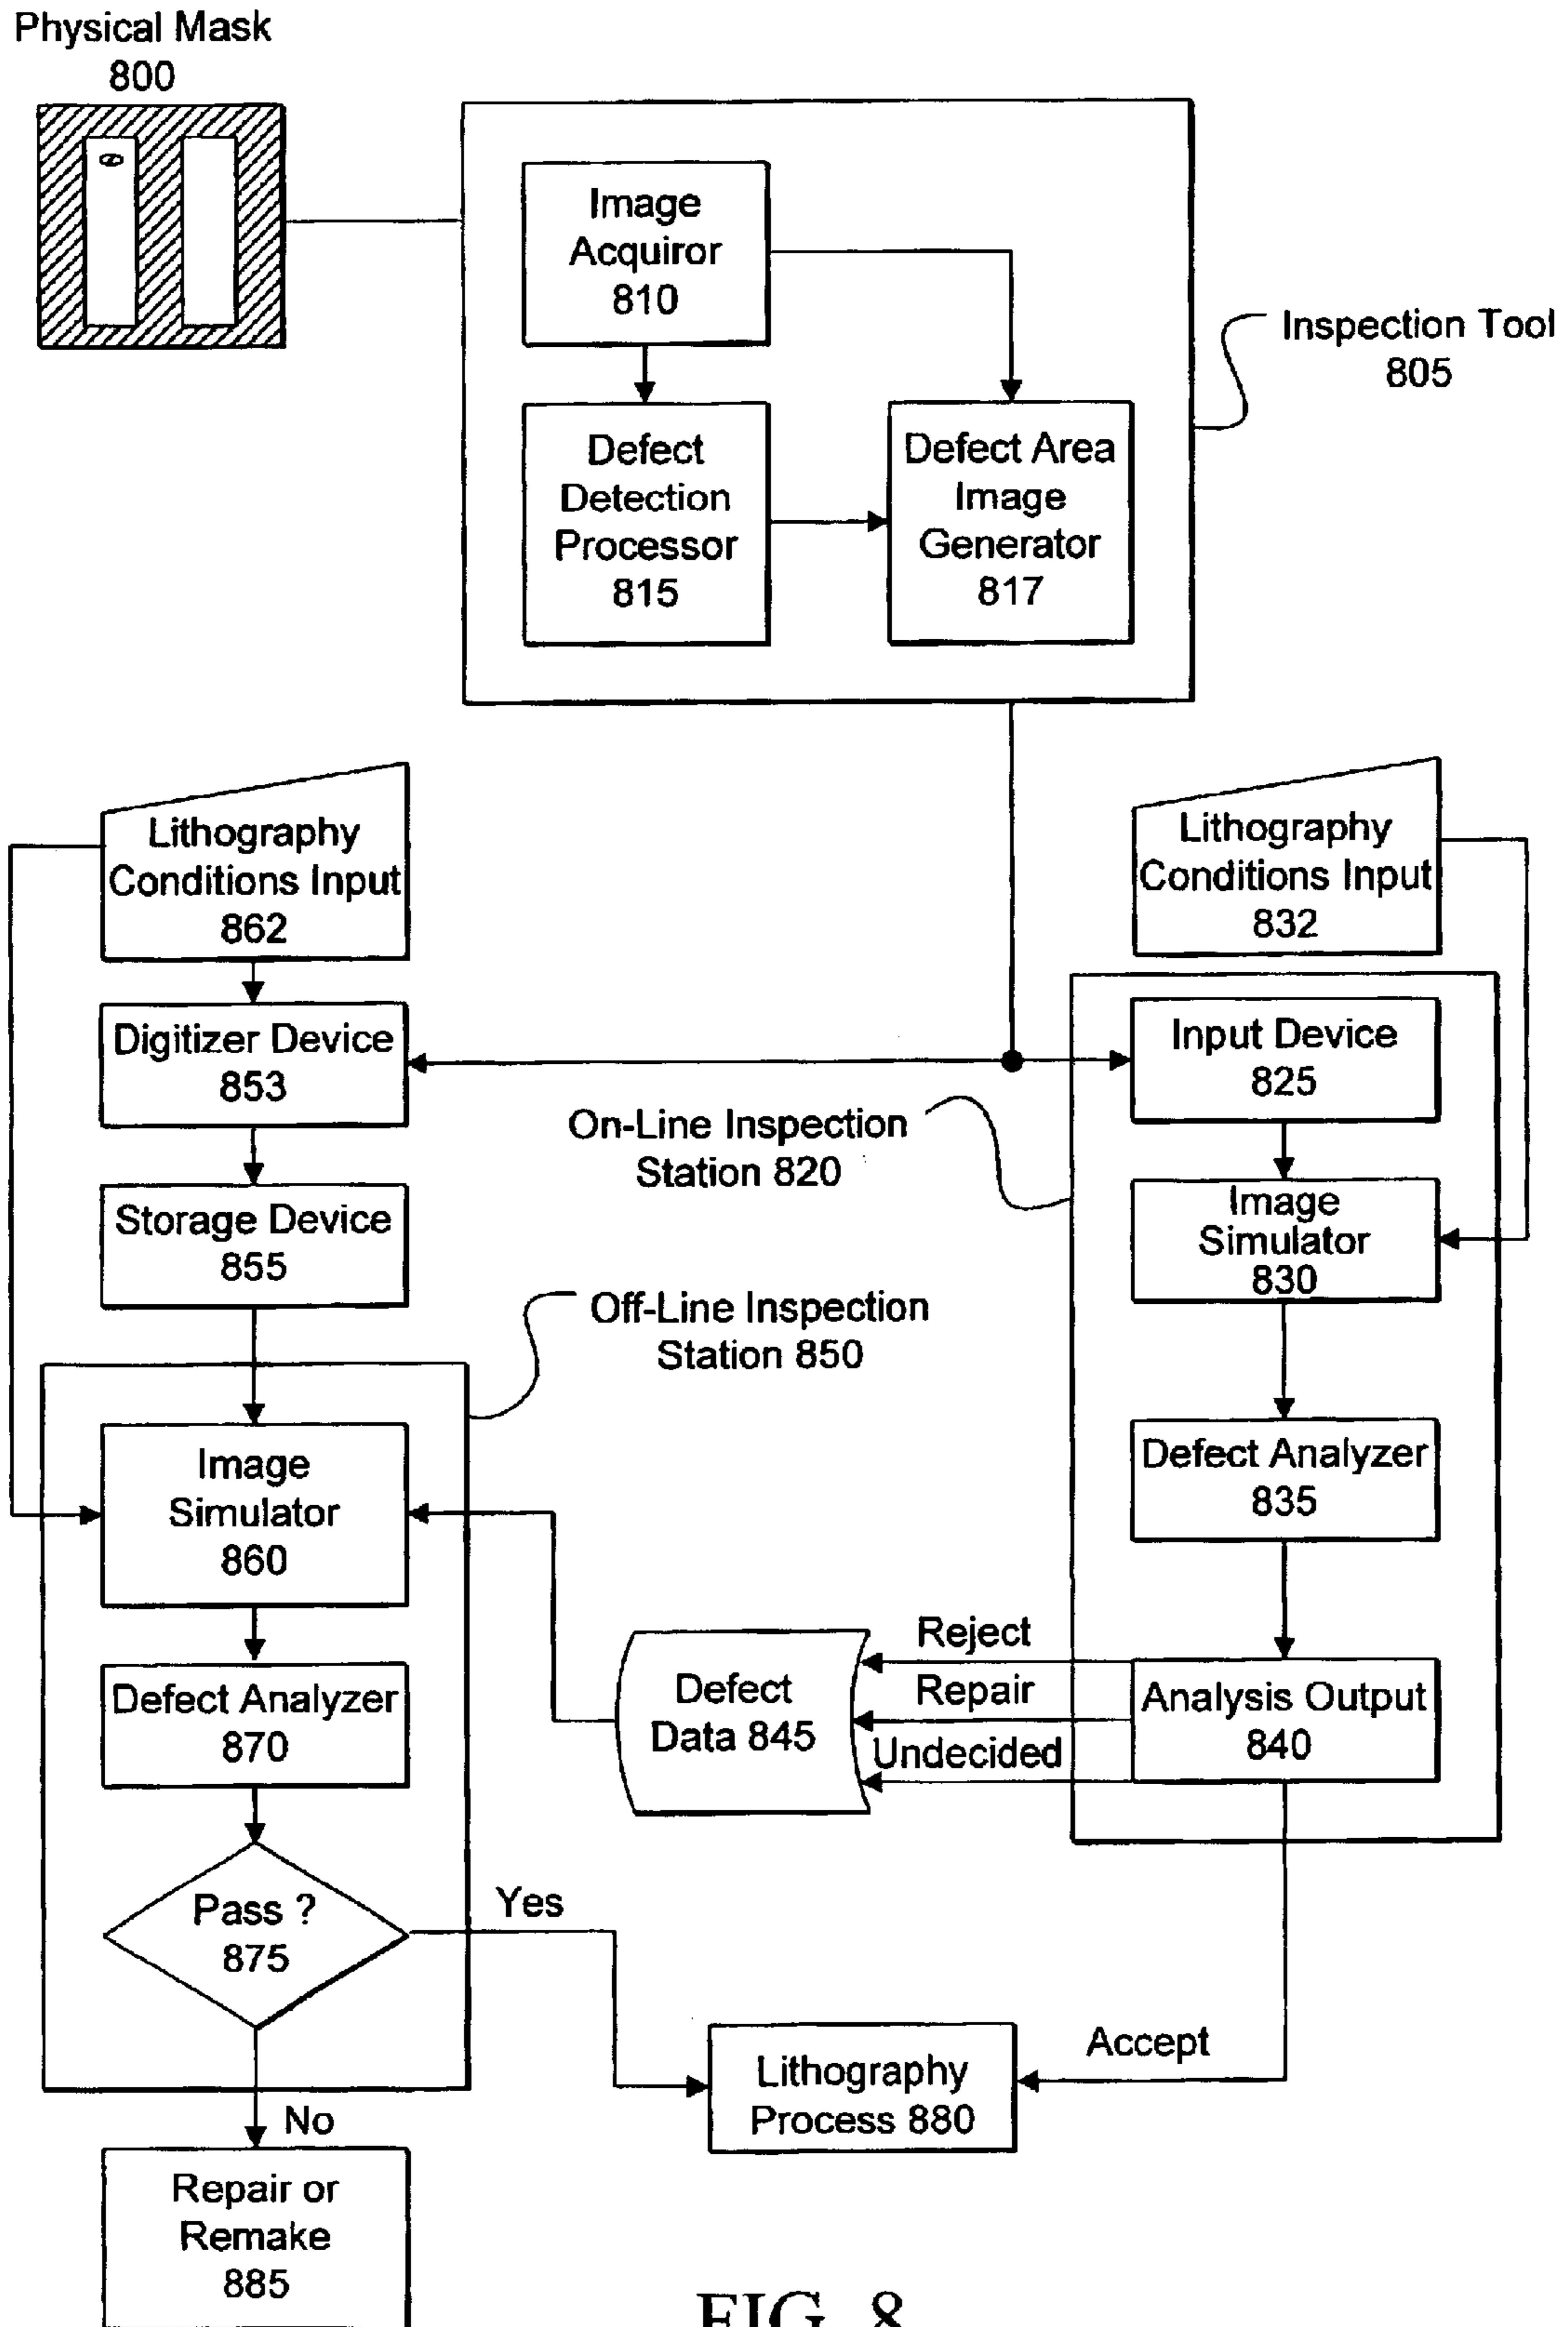 Physical Mask
800
Image
Acquiror
810
Inspection Tool
805
Defect
Detection
Processor
815
Defect Area
Image
Generator
817
Lithography
Conditions Input
862
Lithography
Conditions Input
832
Digitizer Device
853
Input Device
825
On-Line Inspection
Station 820
Storage Device
855
Image
Simulator
830
Off-Line Inspection
Station 850
Image
Simulator
860
Defect Analyzer
835
Reject
Repair
Undecided
Defect
Data 845
Analysis Output
840
Defect Analyzer
870
Pass ?
875
Yes
Accept
Lithography
Process 880
No
Repair or
Remake
885
FIG. 8